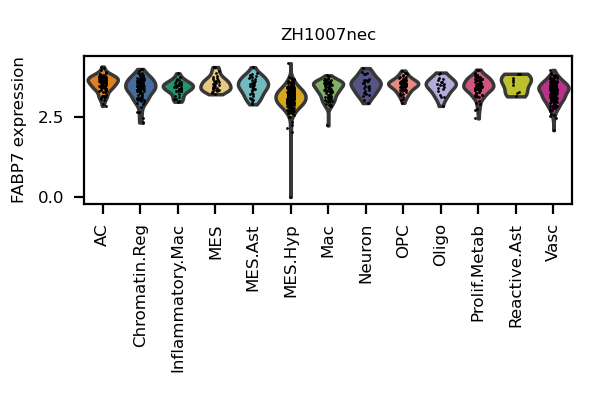 ZH1007nec
FABP7 expression
2.5
0.0
AC
Chromatin.Reg
Inflammatory.Mac
MES
MES.Ast
MES.Hyp
Mac
Neuron
OPC
Oligo
Prolif.Metab
Reactive.Ast
Vasc